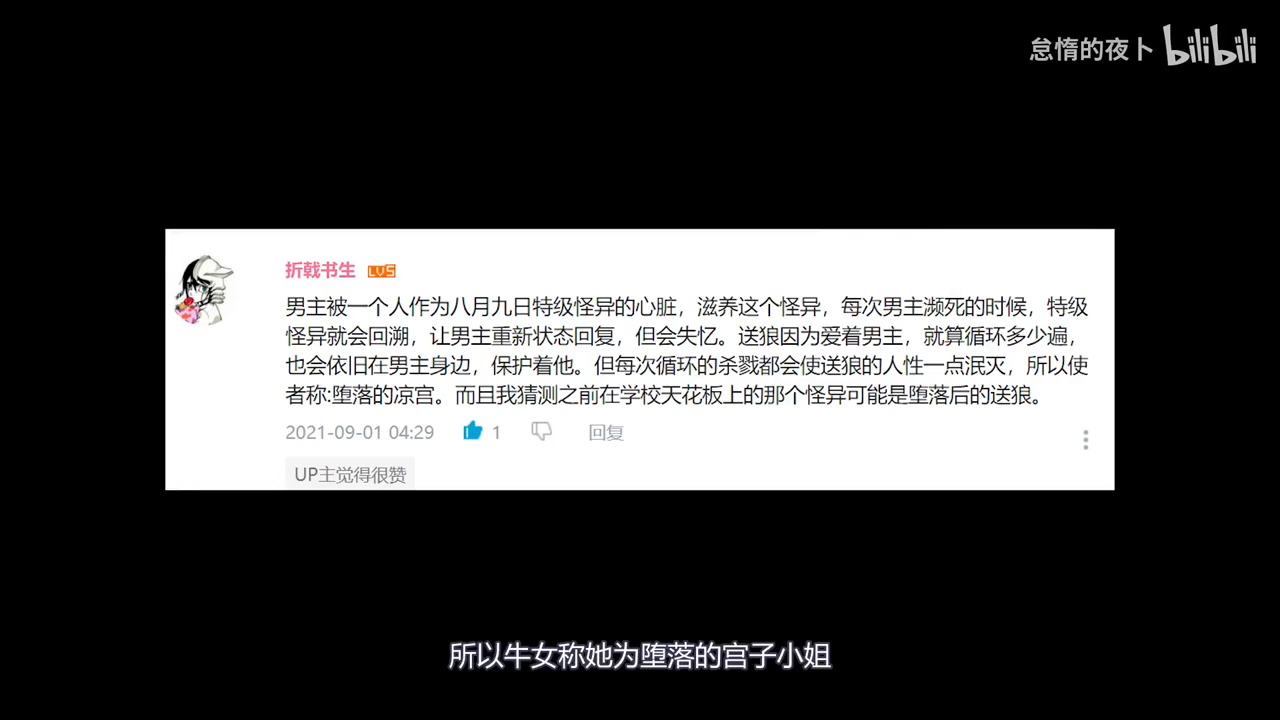 怠惰的夜卜 bilibili
折戟书生 LV5
男主被一个人作为八月九日特级怪异的心脏，滋养这个怪异，每次男主濒死的时候，特级
怪异就会回溯，让男主重新状态回复，但会失忆。送狼因为爱着男主，就算循环多少遍，
也会依旧在男主身边，保护着他。但每次循环的杀戮都会使送狼的人性一点泯灭，所以使
者称:堕落的凉宫。而且我猜测之前在学校天花板上的那个怪异可能是堕落后的送狼。
2021-09-01 04:29 1 回复
UP主觉得很赞
所以牛女称她为堕落的宫子小姐